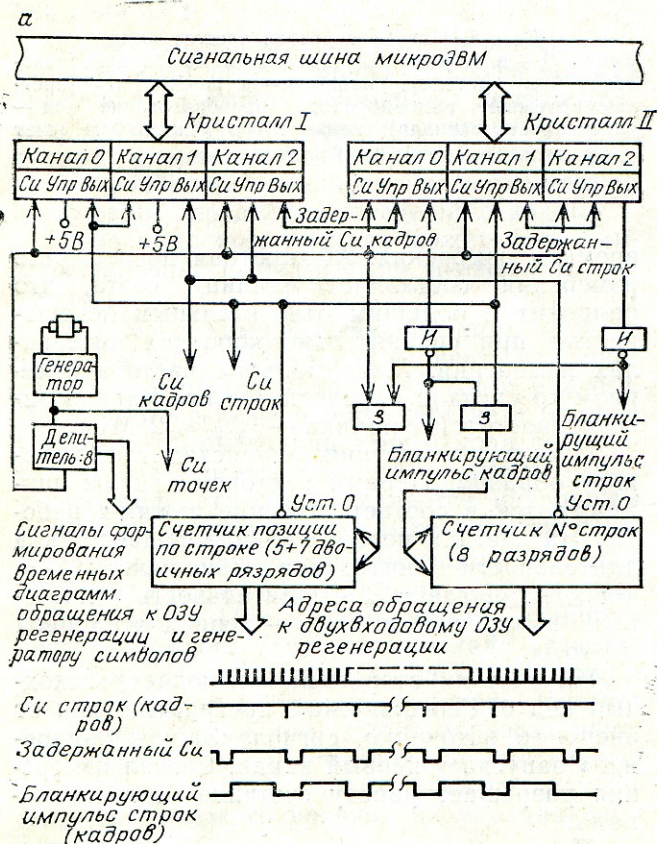 а
Сигнальная шина микроЭВМ
Кристалл I
Кристалл II
Канал 0 Канал 1 Канал 2
Канал 0 Канал 1 Канал 2
Си Упр Вых Си Упр Вых Си Упр Вых
Си Упр Вых Си Упр Вых Си Упр Вых
+5В
+5В
Задер-
жанный Си кадров
Задержан-
ный Си строк
Генера-
тор
Дели-
тель:8
Си
кадров
Си
строк
Си
точек
И
И
З
З
Бланкирующий
импульс кадров
Бланки-
рущий
импульс
строк
Уст.0
Уст.0
Счетчик позиции
по строке (5+7 дво-
ичных рязрядов)
Счетчик № строк
(8 разрядов)
Сигналы фор-
мирования
временных
диаграмм
обращения к ОЗУ
регенерации и гене-
ратору символов
Адреса обращения
к двухвходовому ОЗУ
регенерации
Си строк (кад-
ров)
Задержанный Си
Бланкирующий
импульс строк
(кадров)